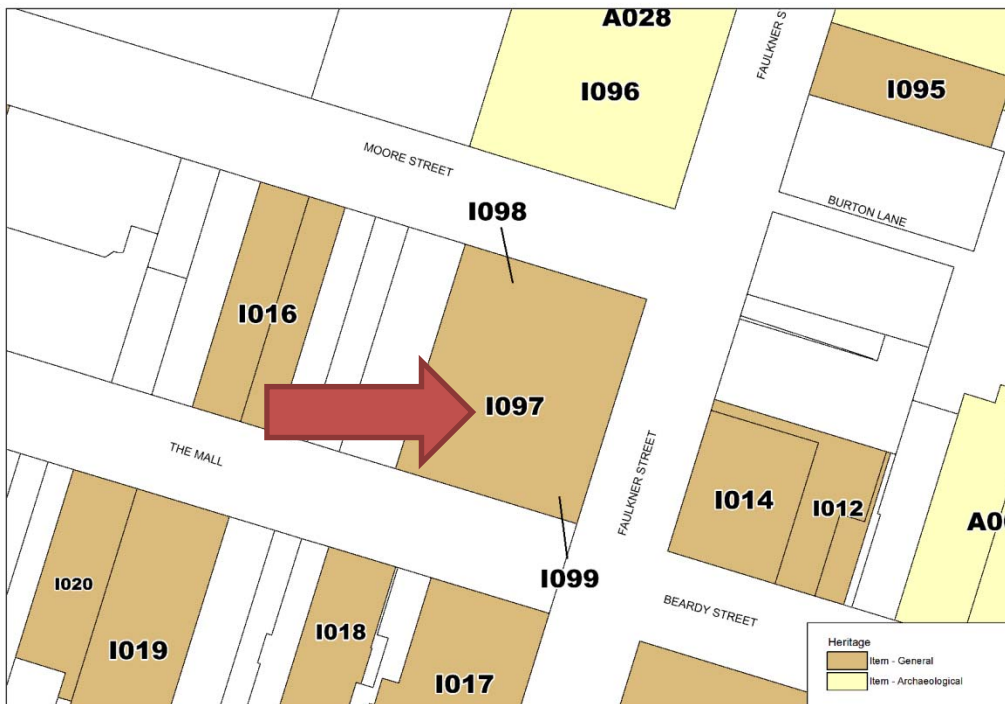 A028
I096
FAULKNER S
I095
MOORE STREET
BURTON LANE
I098
I016
I097
THE MALL
FAULKNER STREET
I014
I012
A00
I099
BEARDY STREET
I020
I019
I018
I017
Heritage
Item - General
Item - Archaeological